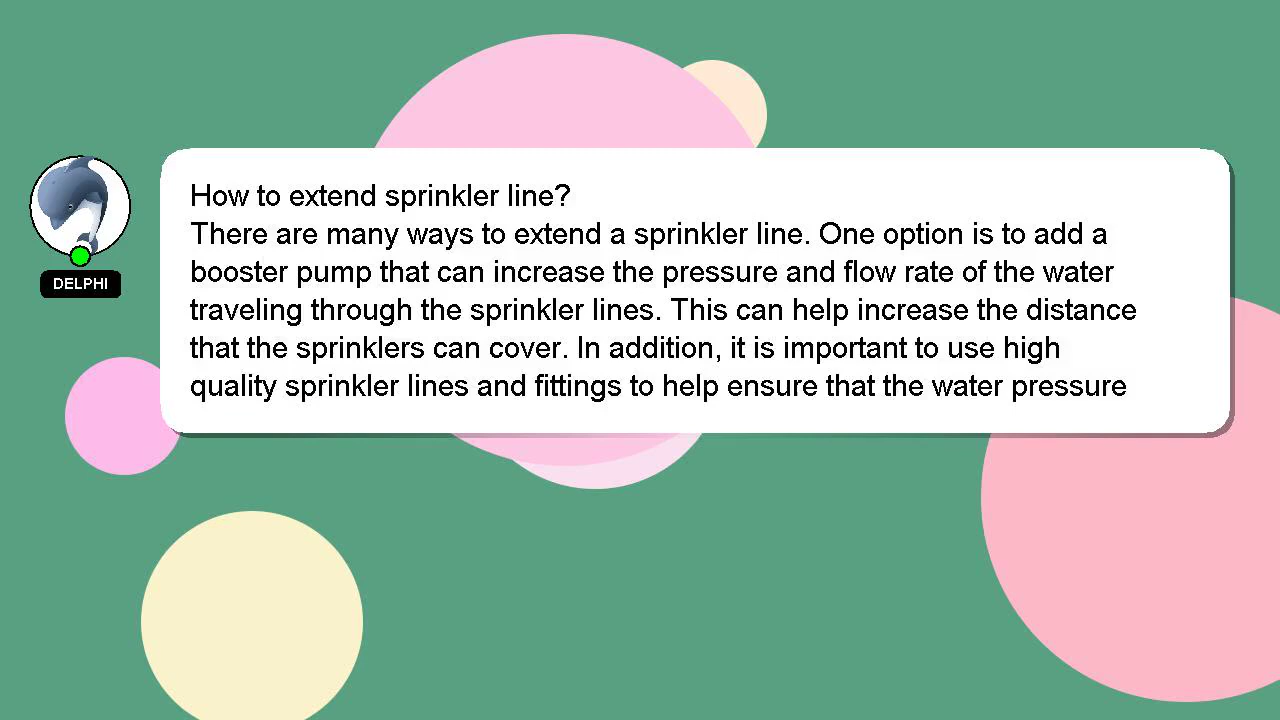 How to extend sprinkler line?
There are many ways to extend a sprinkler line. One option is to add a
booster pump that can increase the pressure and flow rate of the water
traveling through the sprinkler lines. This can help increase the distance
that the sprinklers can cover. In addition, it is important to use high
quality sprinkler lines and fittings to help ensure that the water pressure
DELPHI